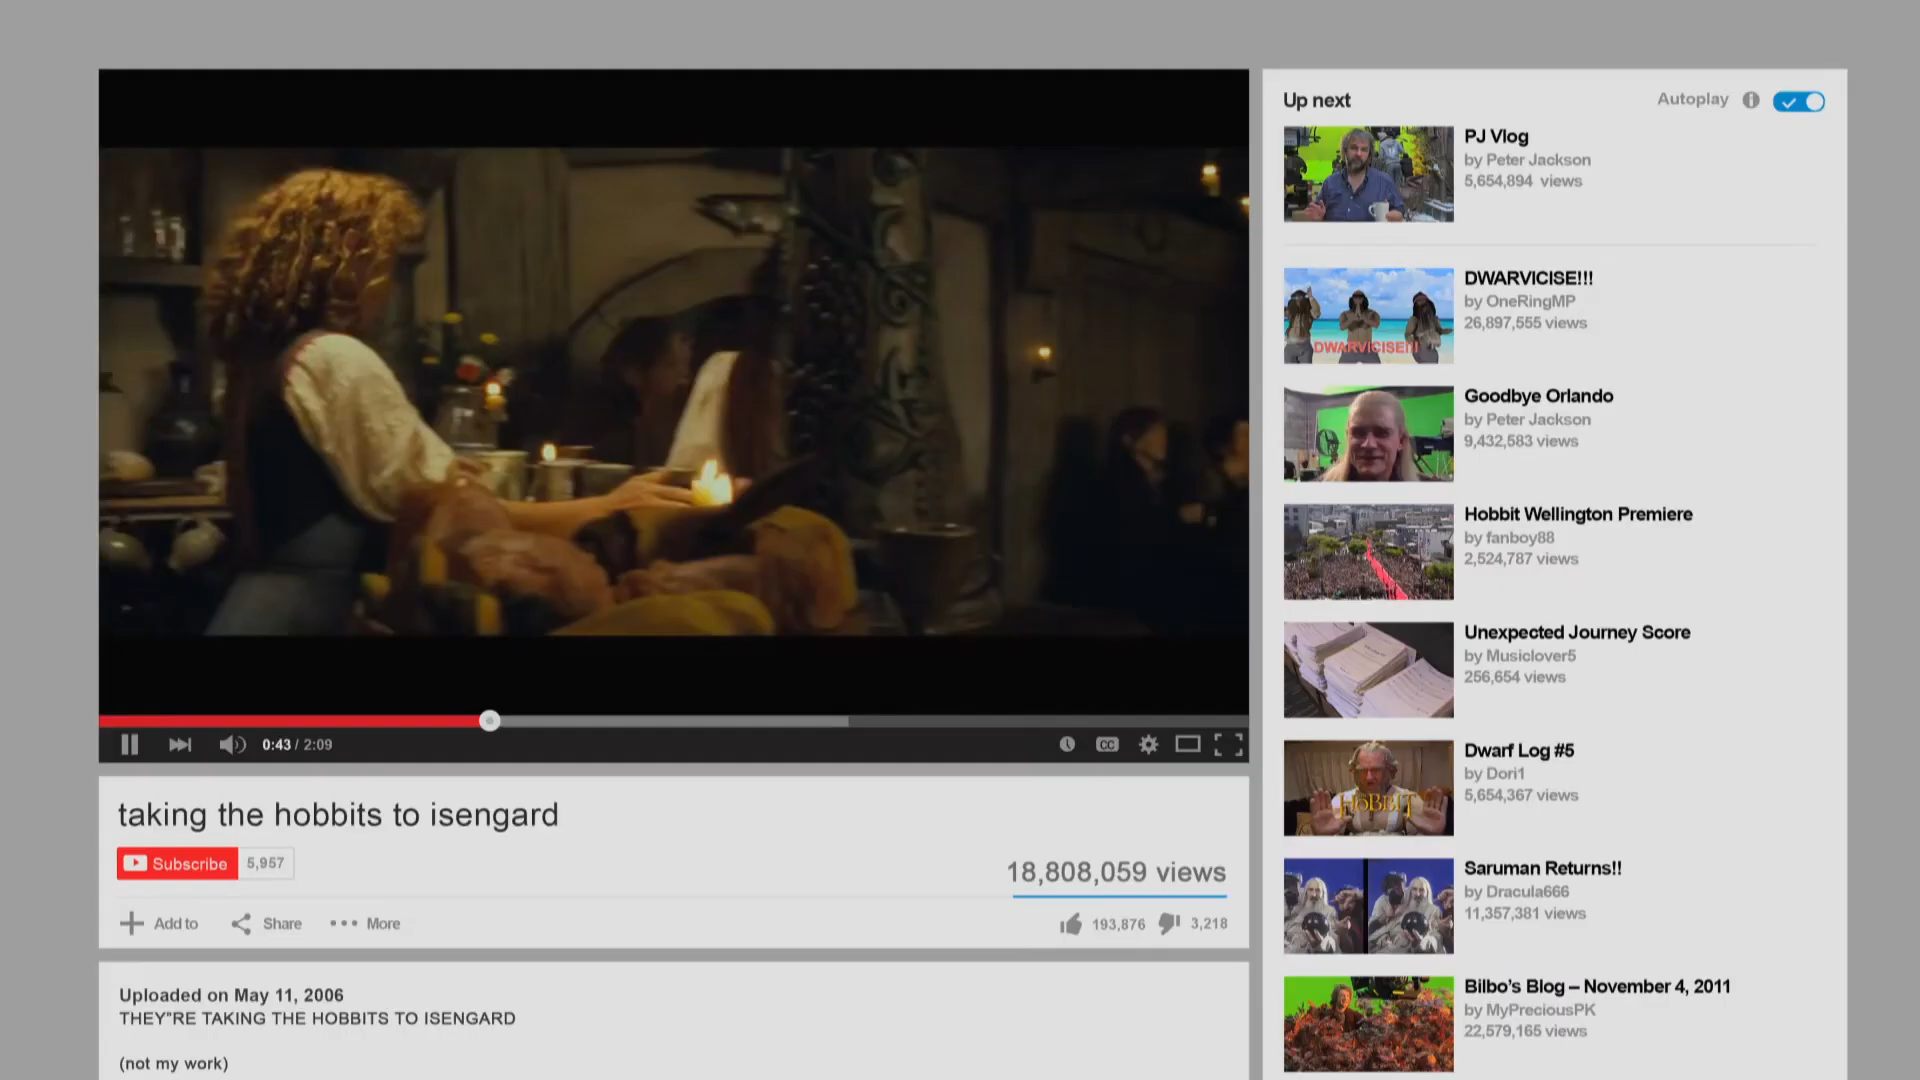 Up next
Autoplay
PJ Vlog
by Peter Jackson
5,654,894 views
DWARVICISE!!!
DWARVICISE!!!
by OneRingMP
26,897,555 views
Goodbye Orlando
by Peter Jackson
9,432,583 views
Hobbit Wellington Premiere
by fanboy88
2,524,787 views
Unexpected Journey Score
by Musiclover5
256,654 views
Dwarf Log #5
HOBBIT
by Dori1
5,654,367 views
Saruman Returns!!
by Dracula666
11,357,381 views
Bilbo’s Blog – November 4, 2011
by MyPreciousPK
22,579,165 views
0:43 / 2:09
CC
taking the hobbits to isengard
Subscribe 5,957
18,808,059 views
Add to Share More
193,876 3,218
Uploaded on May 11, 2006
THEY"RE TAKING THE HOBBITS TO ISENGARD
(not my work)